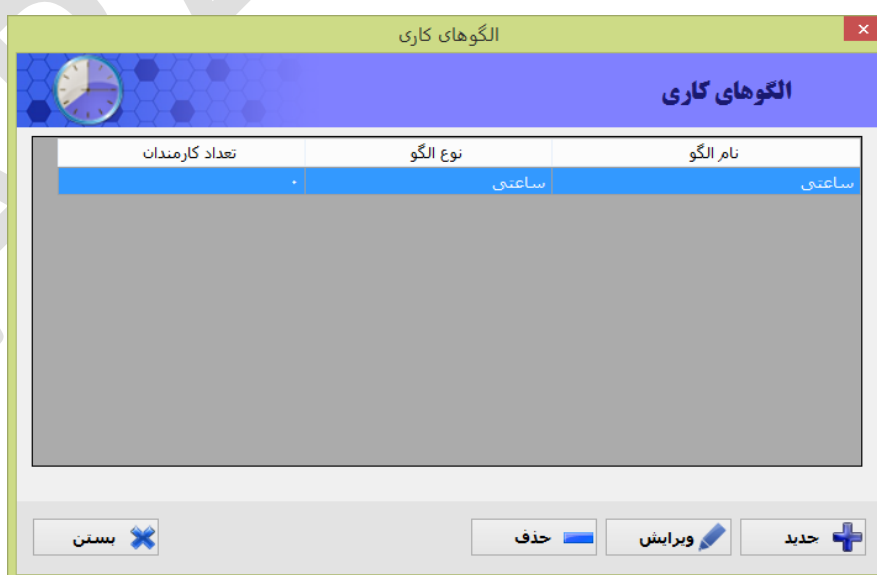 الگوهای کاری
الگوهای کاری
نام الگو نوع الگو تعداد کارمندان
ساعتی ساعتی ۰
جدید ویرایش حذف بستن